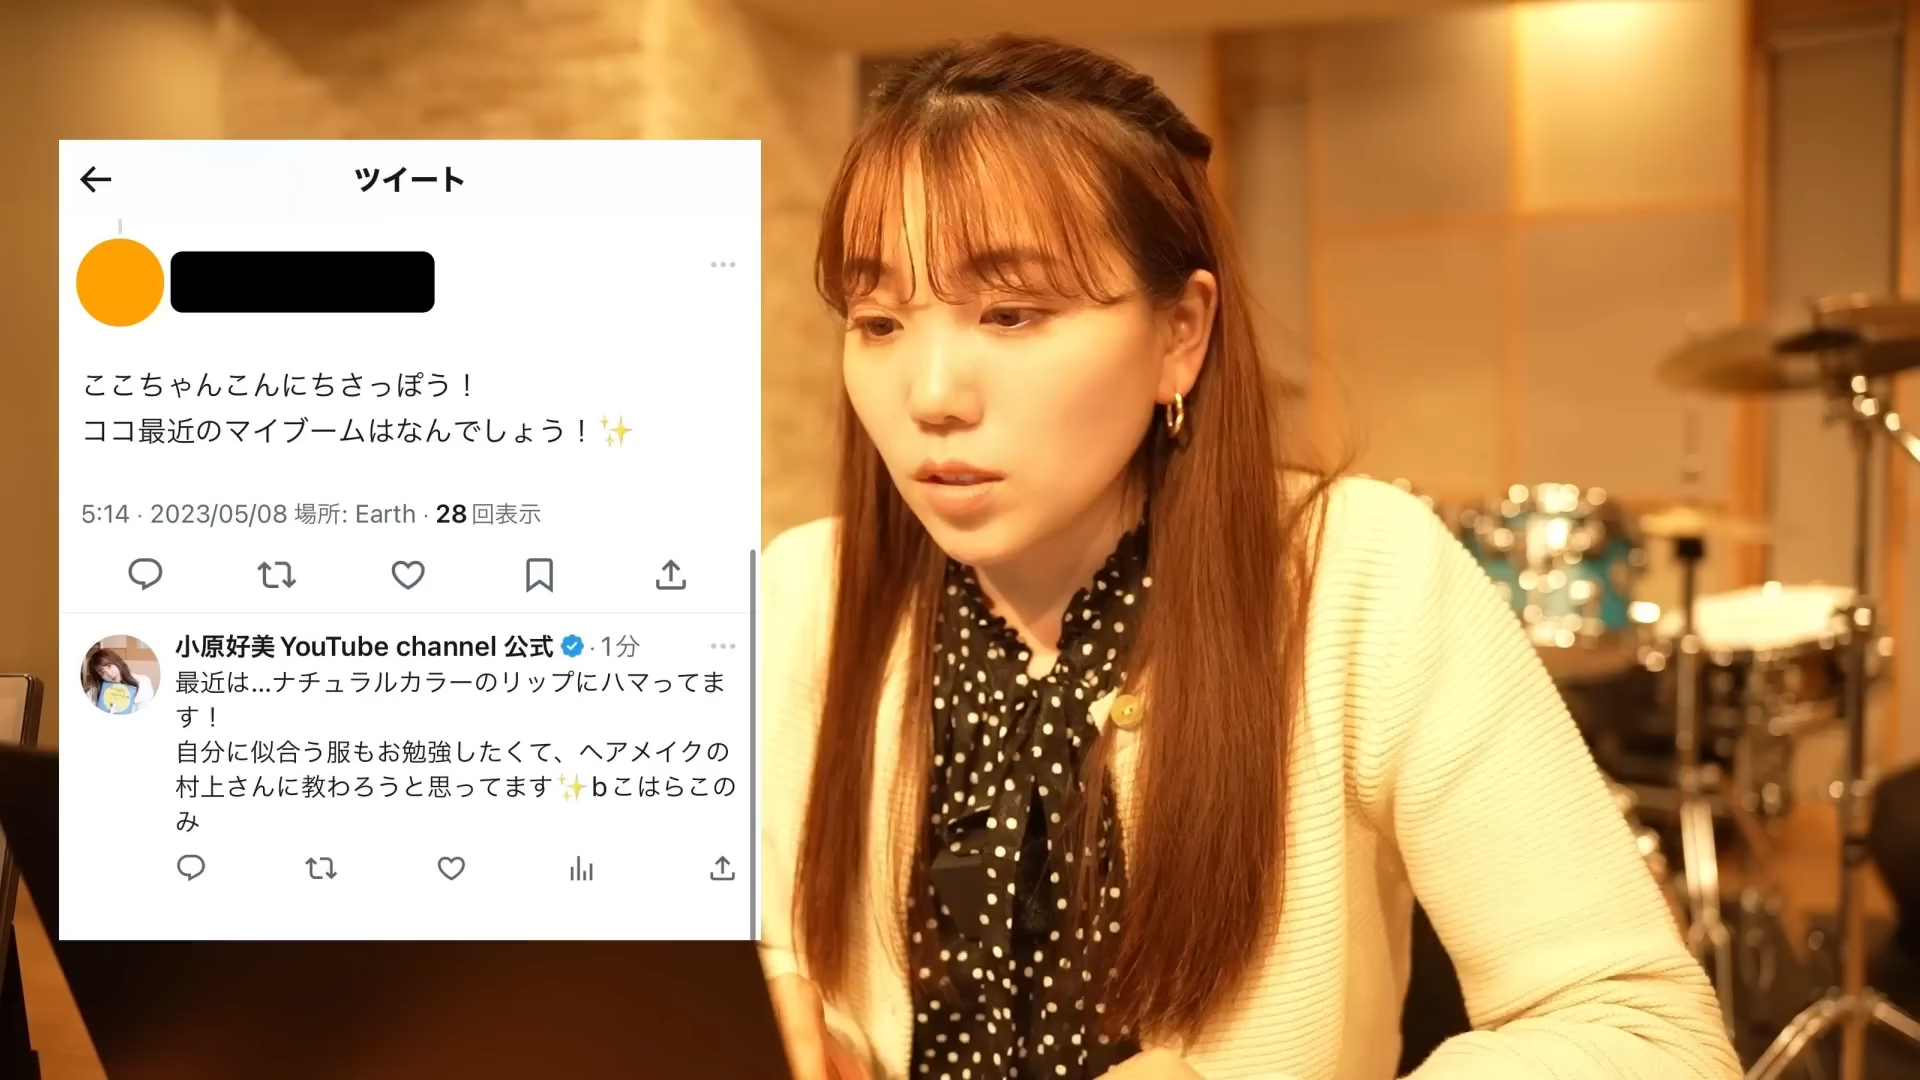 ツイート
ここちゃんこんにちさっぽう！
ココ最近のマイブームはなんでしょう！✨
5:14 · 2023/05/08 場所: Earth · 28 回表示
小原好美 YouTube channel 公式 · 1分
最近は...ナチュラルカラーのリップにハマってま
す！
自分に似合う服もお勉強したくて、ヘアメイクの
村上さんに教わろうと思ってます✨bこはらこの
み